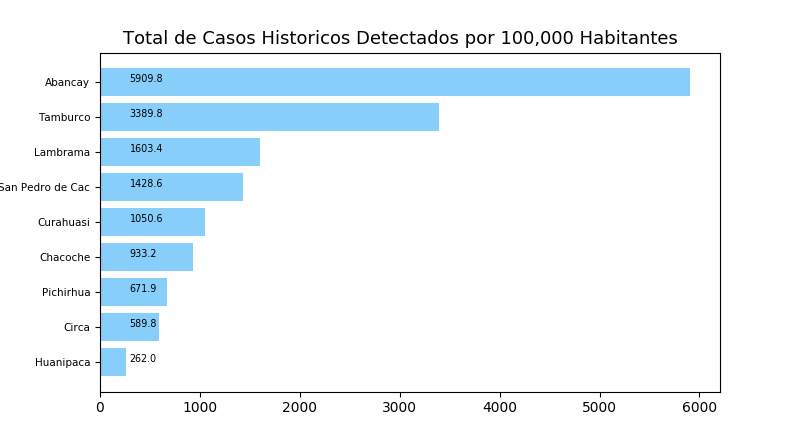 Total de Casos Historicos Detectados por 100,000 Habitantes
Abancay 5909.8
Tamburco 3389.8
Lambrama 1603.4
San Pedro de Cac 1428.6
Curahuasi 1050.6
Chacoche 933.2
Pichirhua 671.9
Circa 589.8
Huanipaca 262.0
0 1000 2000 3000 4000 5000 6000